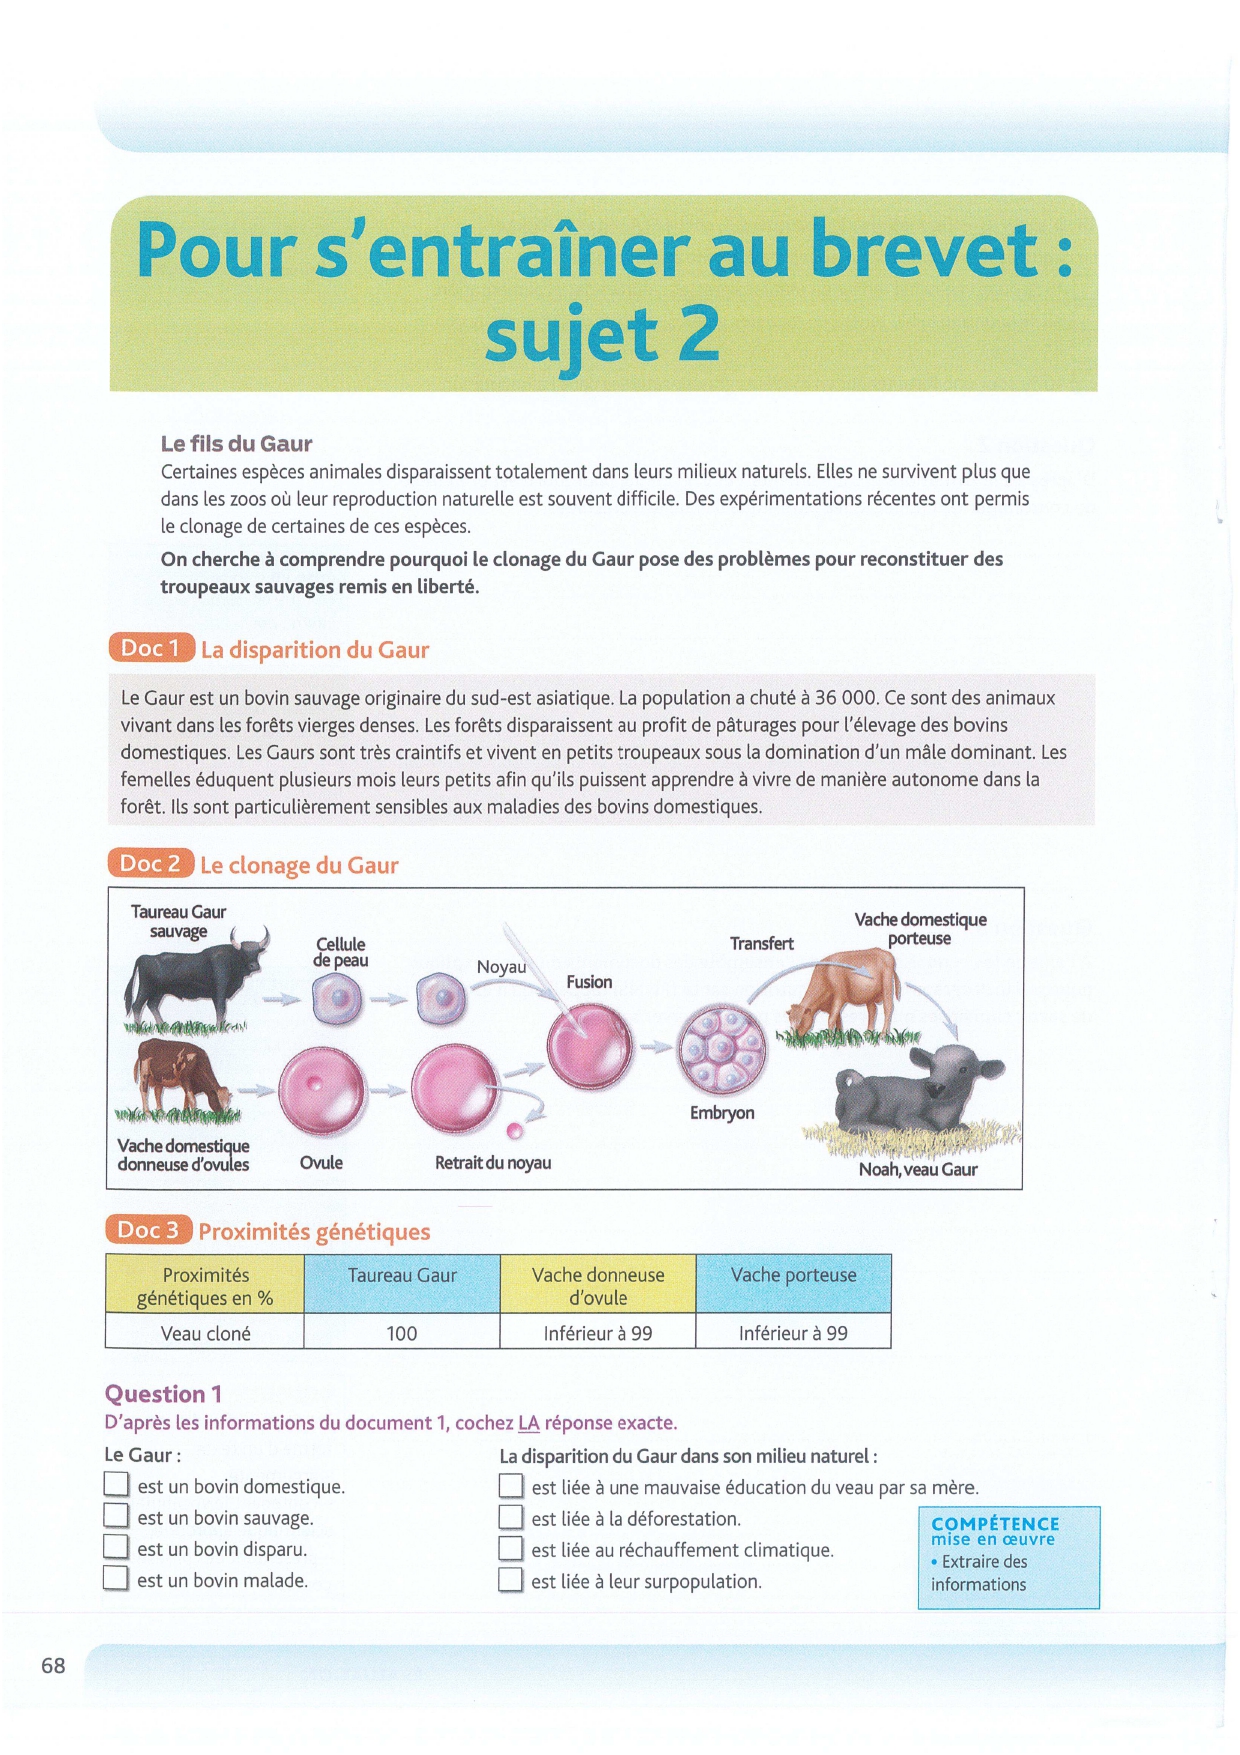 Pour s'entraîner au brevet :
sujet 2
Le fils du Gaur
Certaines espèces animales disparaissent totalement dans leurs milieux naturels. Elles ne survivent plus que
dans les zoos où leur reproduction naturelle est souvent difficile. Des expérimentations récentes ont permis
le clonage de certaines de ces espèces.
On cherche à comprendre pourquoi le clonage du Gaur pose des problèmes pour reconstituer des
troupeaux sauvages remis en liberté.
Doc 1 La disparition du Gaur
Le Gaur est un bovin sauvage originaire du sud-est asiatique. La population a chuté à 36 000. Ce sont des animaux
vivant dans les forêts vierges denses. Les forêts disparaissent au profit de pâturages pour l'élevage des bovins
domestiques. Les Gaurs sont très craintifs et vivent en petits troupeaux sous la domination d'un mâle dominant. Les
femelles éduquent plusieurs mois leurs petits afin qu'ils puissent apprendre à vivre de manière autonome dans la
forêt. Ils sont particulièrement sensibles aux maladies des bovins domestiques.
Doc 2 Le clonage du Gaur
Taureau Gaur
sauvage
Cellule
de peau
Noyau
Fusion
Transfert
Vache domestique
porteuse
Embryon
Vache domestique
donneuse d'ovules
Ovule
Retrait du noyau
Noah, veau Gaur
Doc 3 Proximités génétiques
Proximités
génétiques en %
Taureau Gaur
Vache donneuse
d'ovule
Vache porteuse
Veau cloné
100
Inférieur à 99
Inférieur à 99
Question 1
D'après les informations du document 1, cochez LA réponse exacte.
Le Gaur :
est un bovin domestique.
est un bovin sauvage.
est un bovin disparu.
est un bovin malade.
La disparition du Gaur dans son milieu naturel :
est liée à une mauvaise éducation du veau par sa mère.
est liée à la déforestation.
est liée au réchauffement climatique.
est liée à leur surpopulation.
COMPÉTENCE
mise en œuvre
• Extraire des
informations
68